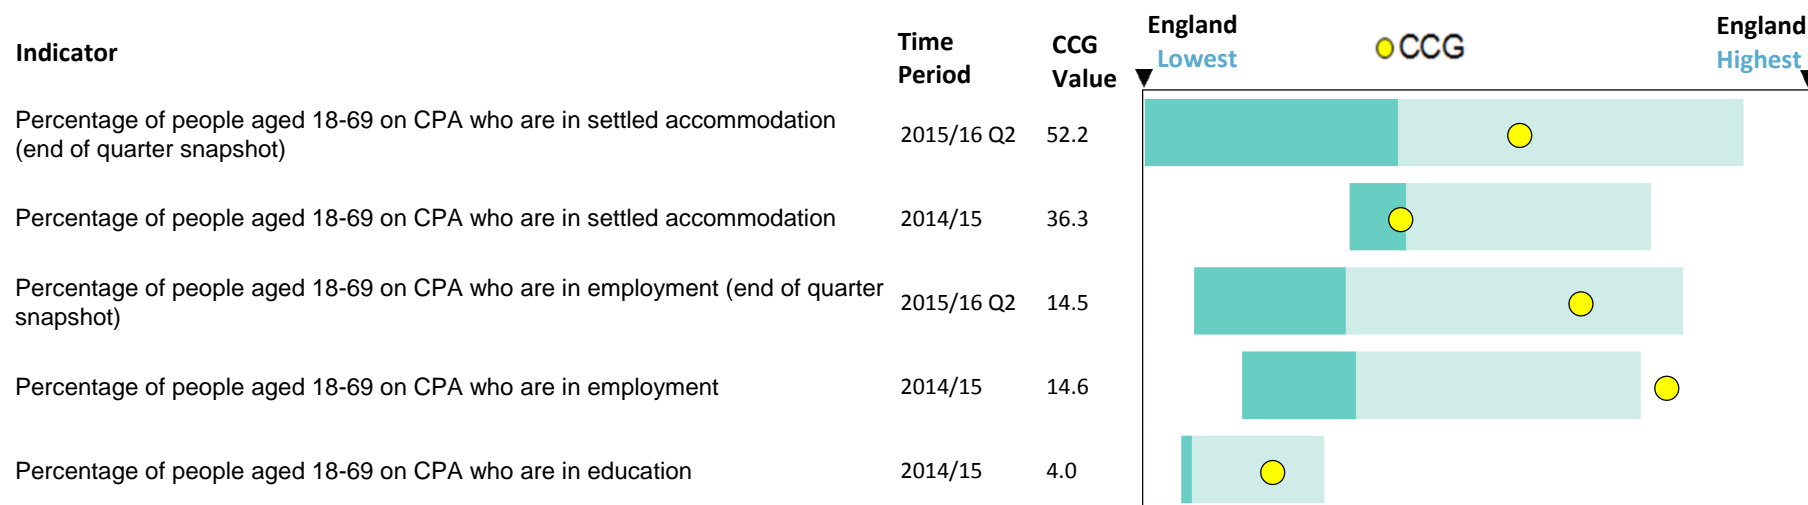 Indicator
Time
Period
CCG
Value
England
Lowest
CCG
England
Highest
Percentage of people aged 18-69 on CPA who are in settled accommodation
(end of quarter snapshot)
2015/16 Q2
52.2
Percentage of people aged 18-69 on CPA who are in settled accommodation
2014/15
36.3
Percentage of people aged 18-69 on CPA who are in employment (end of quarter
snapshot)
2015/16 Q2
14.5
Percentage of people aged 18-69 on CPA who are in employment
2014/15
14.6
Percentage of people aged 18-69 on CPA who are in education
2014/15
4.0